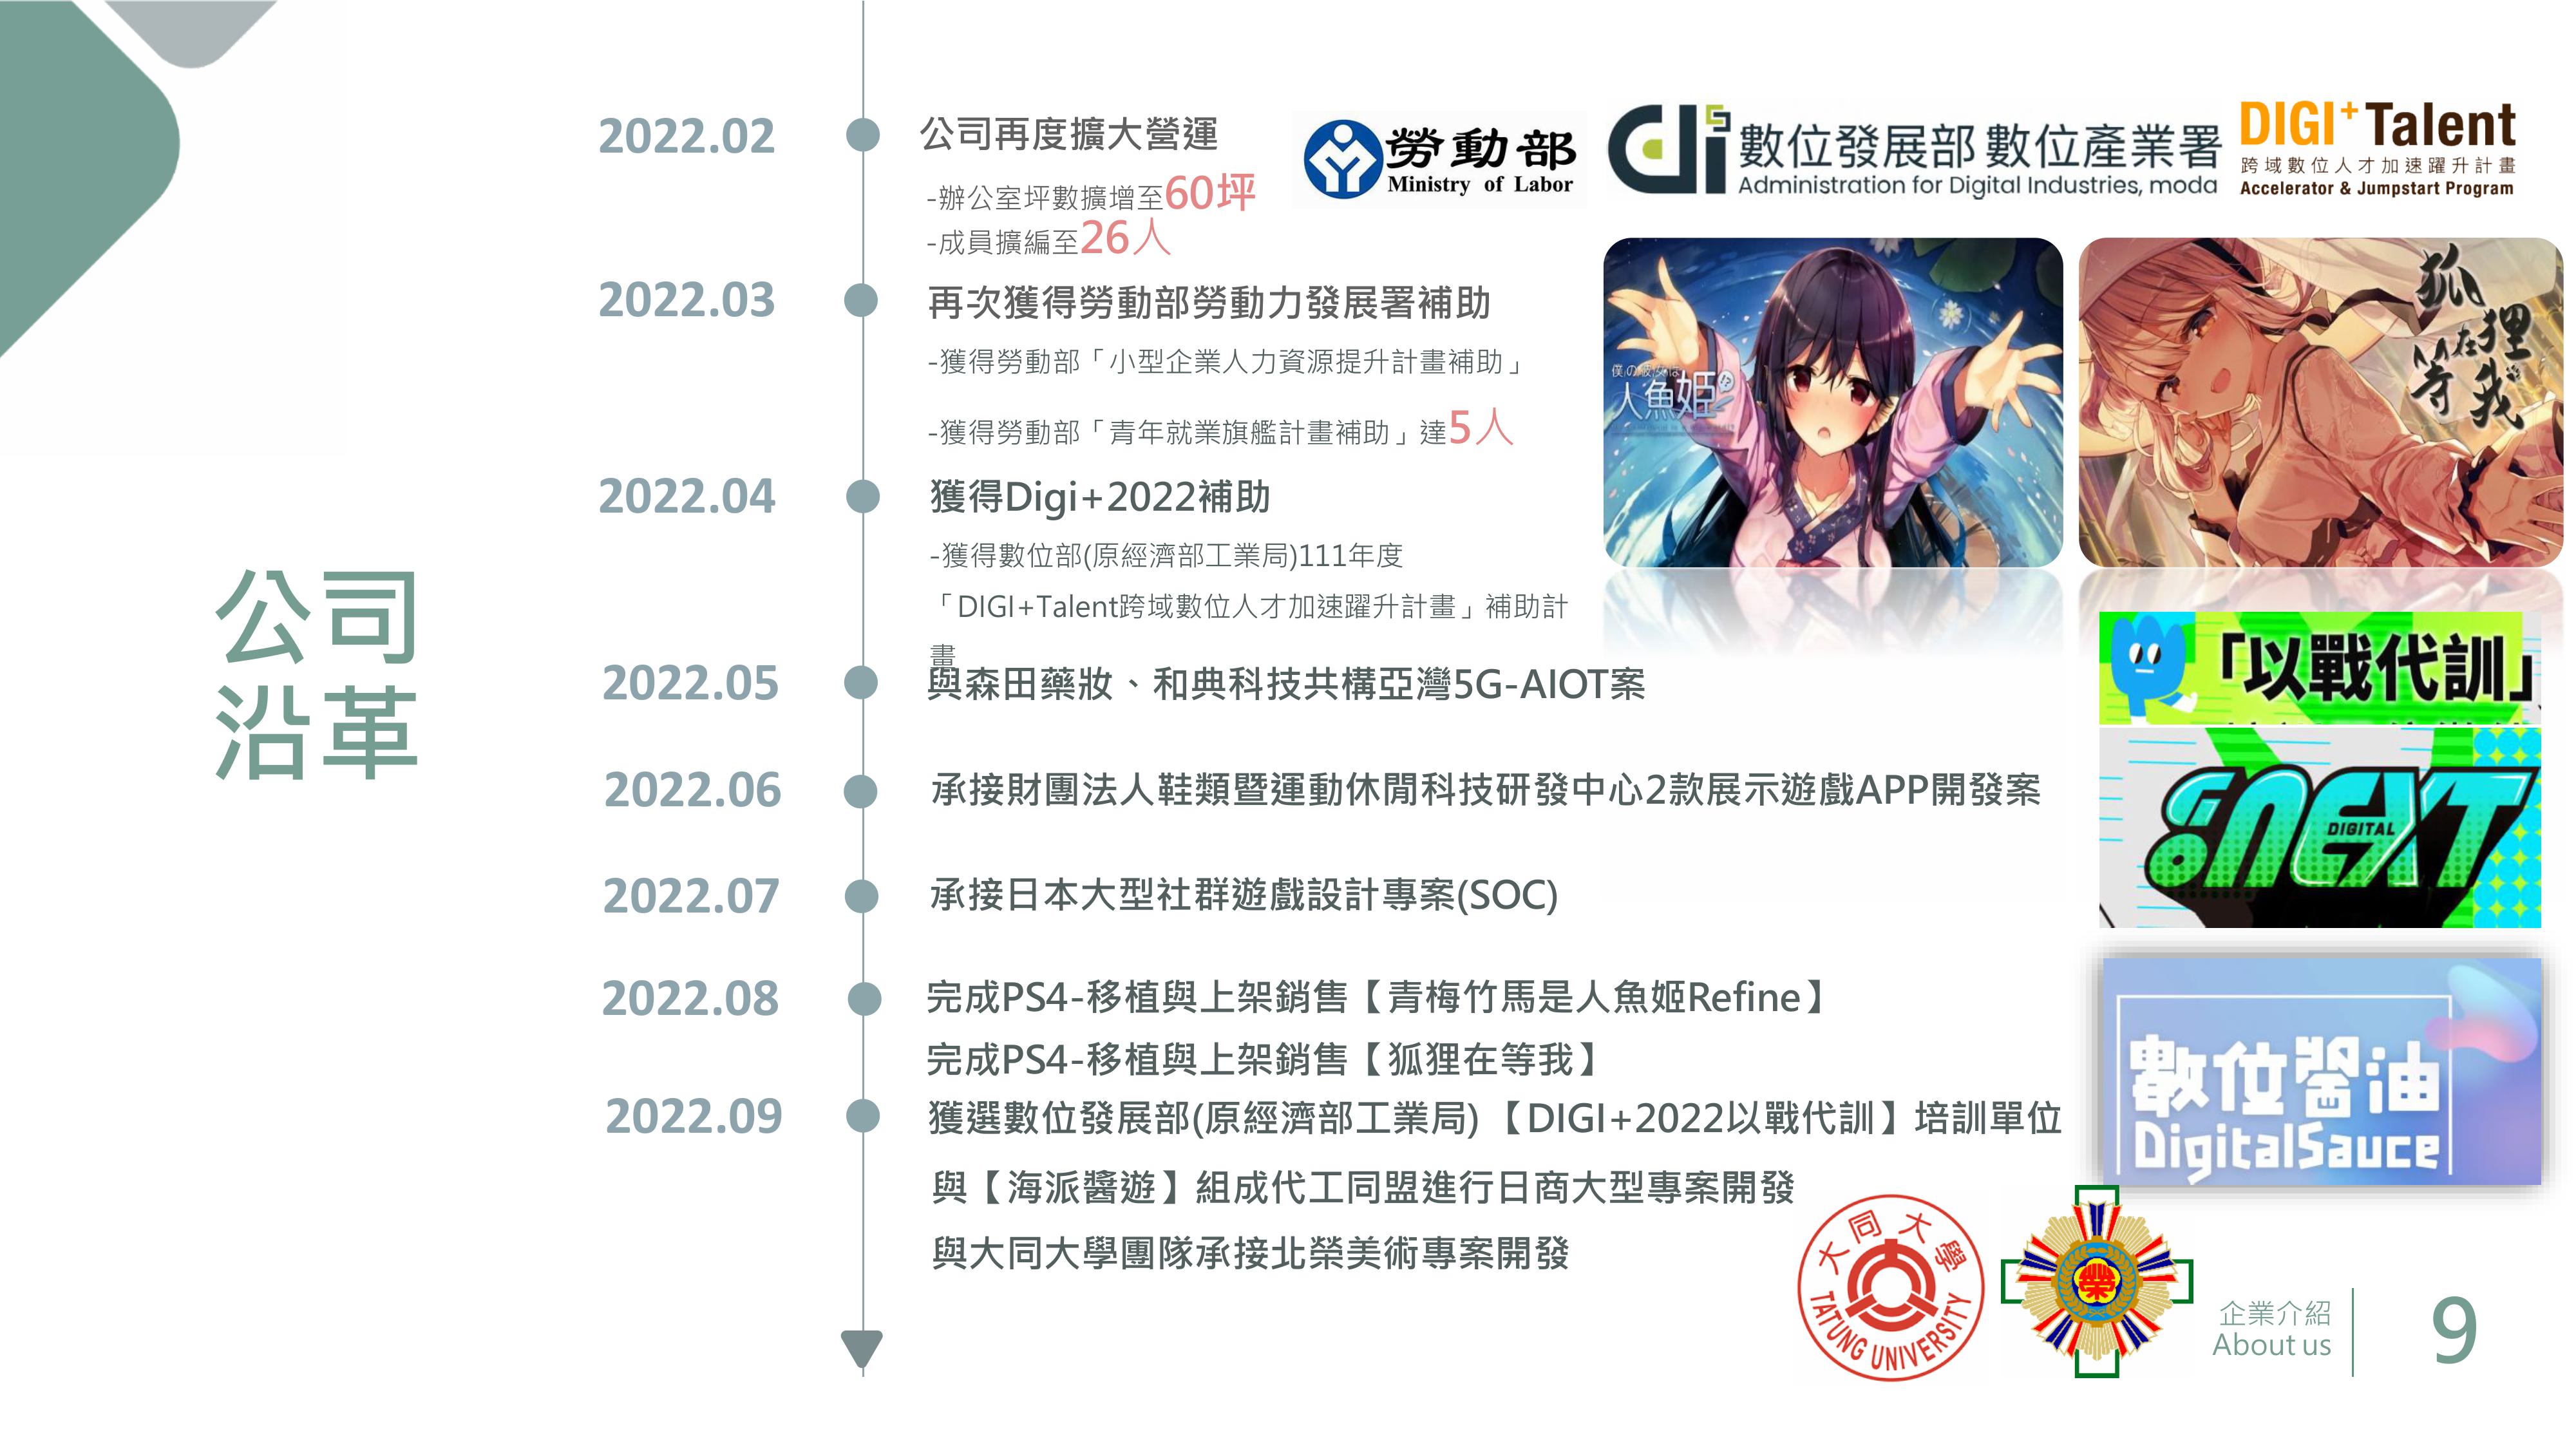 公司
沿革
2022.02
公司再度擴大營運
-辦公室坪數擴增至60坪
-成員擴編至26人
2022.03
再次獲得勞動部勞動力發展署補助
-獲得勞動部「小型企業人力資源提升計畫補助」
-獲得勞動部「青年就業旗艦計畫補助」達5人
2022.04
獲得Digi+2022補助
-獲得數位部(原經濟部工業局)111年度
「DIGI+Talent跨域數位人才加速躍升計畫」補助計
畫
2022.05
與森田藥妝、和典科技共構亞灣5G-AIOT案
2022.06
承接財團法人鞋類暨運動休閒科技研發中心2款展示遊戲APP開發案
2022.07
承接日本大型社群遊戲設計專案(SOC)
2022.08
完成PS4-移植與上架銷售【青梅竹馬是人魚姬Refine】
完成PS4-移植與上架銷售【狐狸在等我】
2022.09
獲選數位發展部(原經濟部工業局)【DIGI+2022以戰代訓】培訓單位
與【海派醬遊】組成代工同盟進行日商大型專案開發
與大同大學團隊承接北榮美術專案開發
勞動部
Ministry of Labor
數位發展部 數位產業署
Administration for Digital Industries, moda
DIGI+Talent
跨域數位人才加速躍升計畫
Accelerator & Jumpstart Program
僕の彼女は
人魚姫!?
狐狸
在等我
「以戰代訓」
NEXT
DIGITAL
數位醬油
DigitalSauce
大同大學
TATUNG UNIVERSITY
榮
企業介紹
About us
9